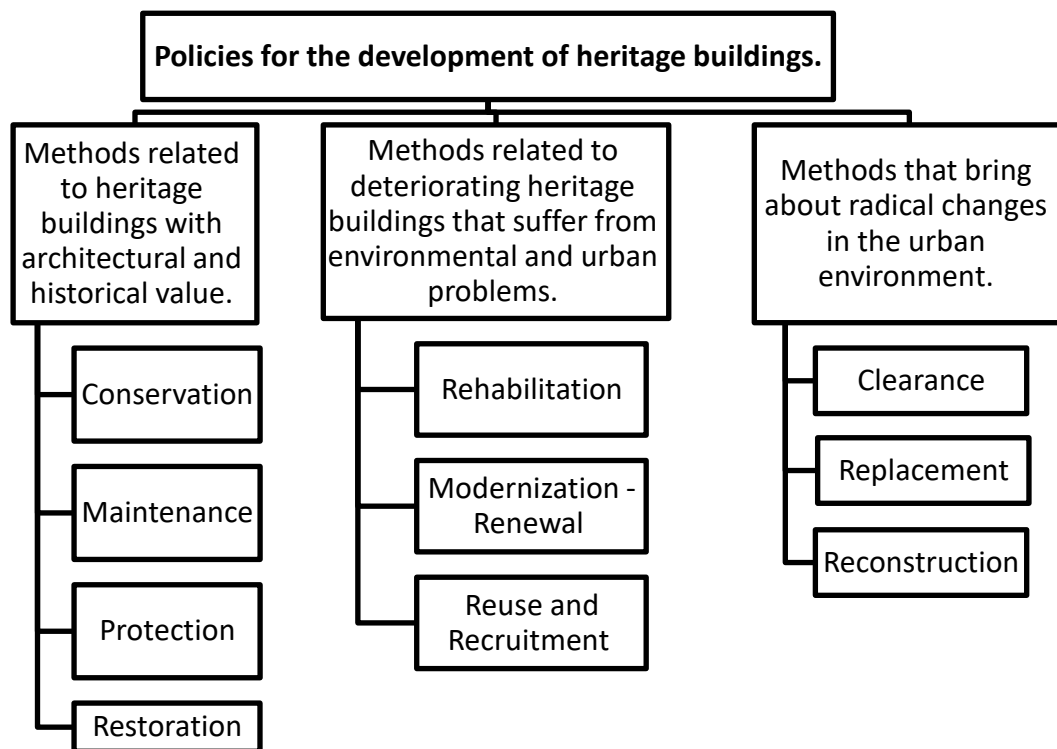 Policies for the development of heritage buildings.
Methods related
to heritage
buildings with
architectural and
historical value.
Conservation
Maintenance
Protection
Restoration
Methods related to
deteriorating heritage
buildings that suffer from
environmental and urban
problems.
Rehabilitation
Modernization -
Renewal
Reuse and
Recruitment
Methods that bring
about radical changes
in the urban
environment.
Clearance
Replacement
Reconstruction